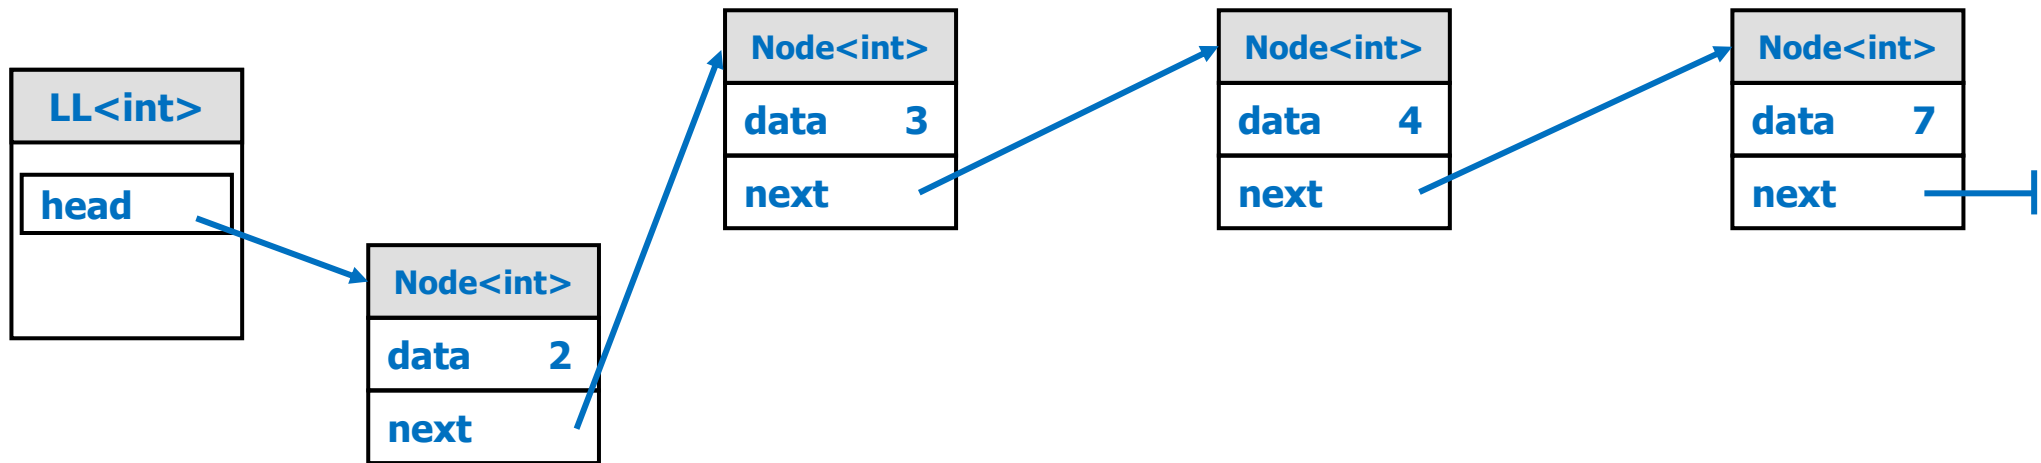 LL<int>
head
Node<int>
data 2
next
Node<int>
data 3
next
Node<int>
data 4
next
Node<int>
data 7
next